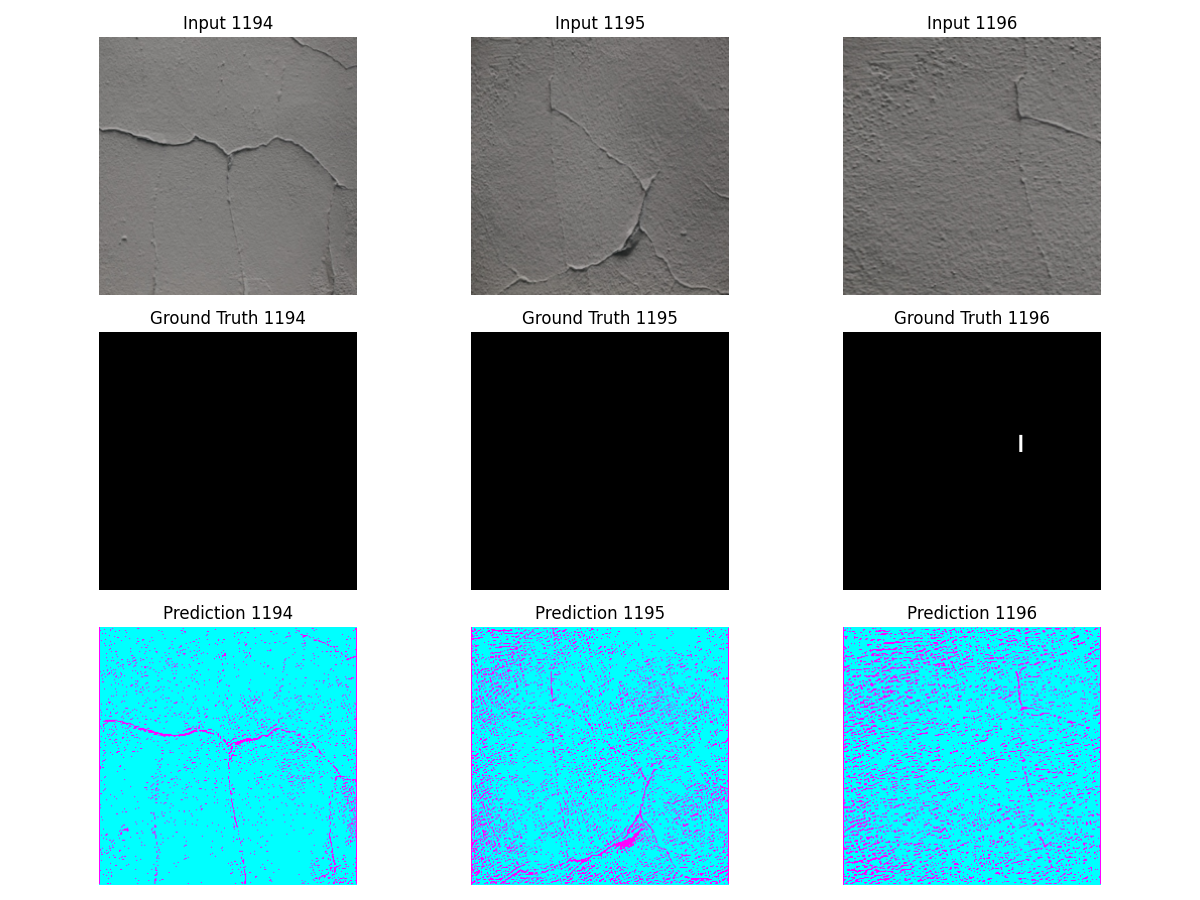 Input 1194
Input 1195
Input 1196
Ground Truth 1194
Ground Truth 1195
Ground Truth 1196
Prediction 1194
Prediction 1195
Prediction 1196